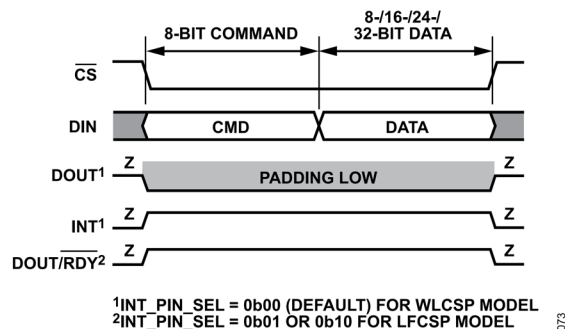 8-BIT COMMAND
8-/16-/24-/
32-BIT DATA
CS
DIN
CMD
DATA
DOUT1
Z
PADDING LOW
Z
INT1
Z
Z
DOUT/RDY2
Z
Z
1INT_PIN_SEL = 0b00 (DEFAULT) FOR WLCSP MODEL
2INT_PIN_SEL = 0b01 OR 0b10 FOR LFCSP MODEL
073